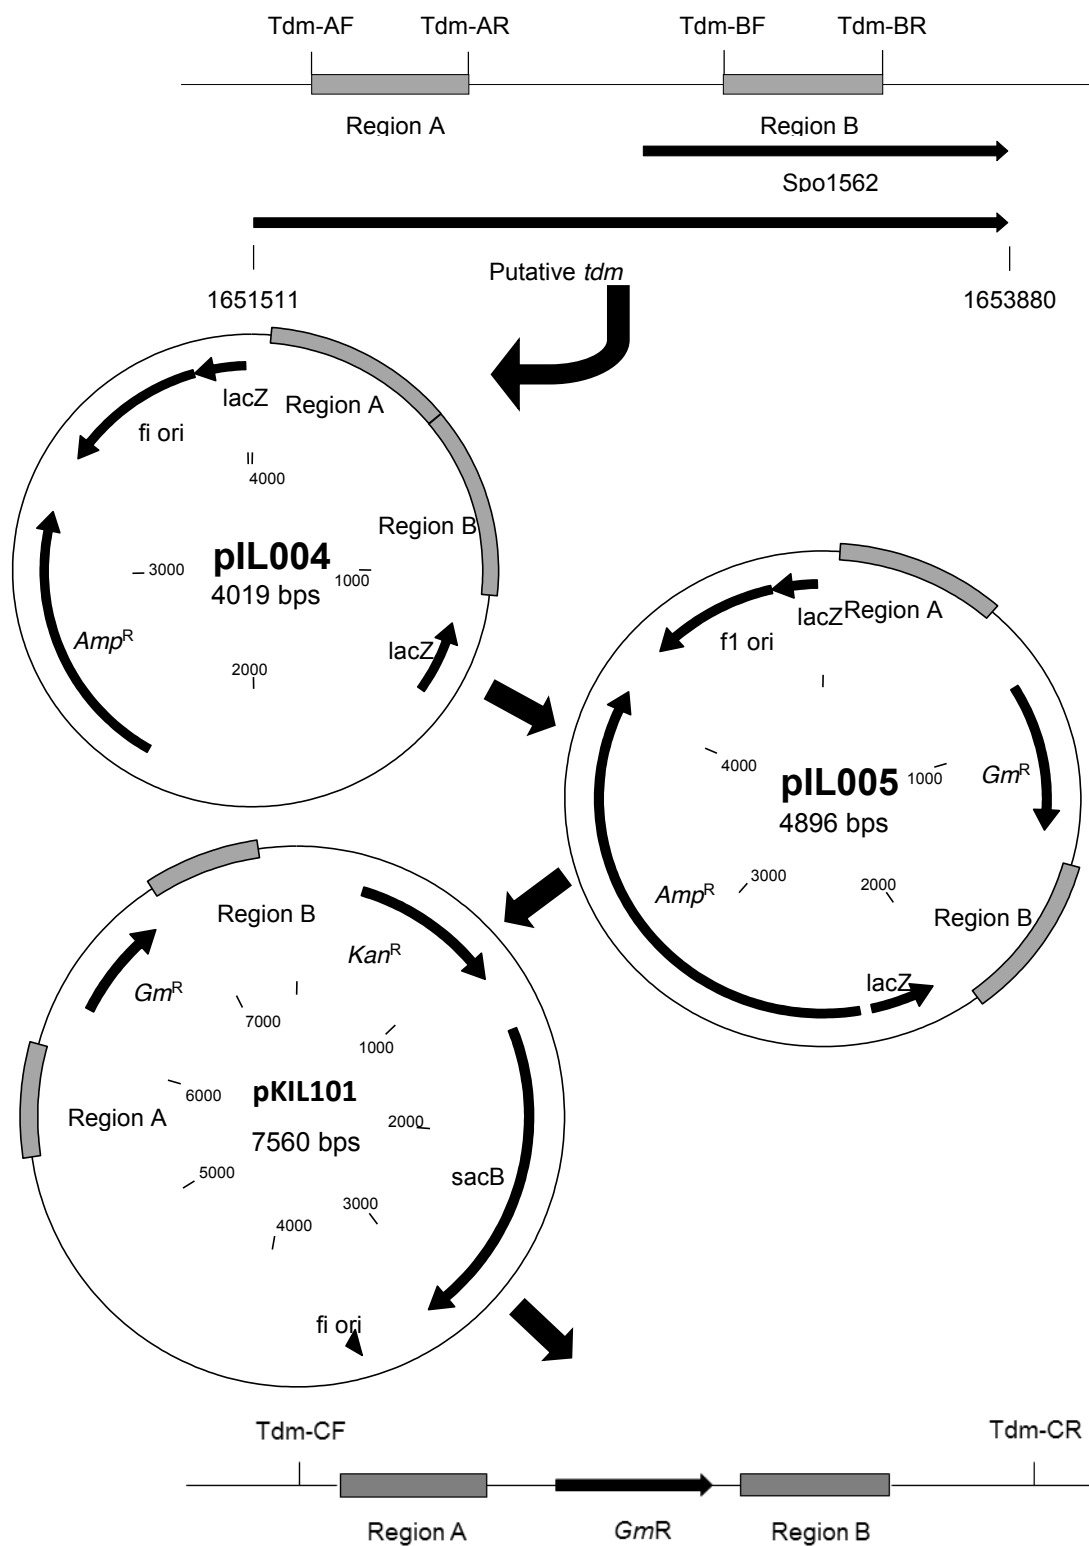 Tdm-AF Tdm-AR Tdm-BF Tdm-BR
Region A Region B
Spo1562
Putative tdm
1651511 1653880
lacZ Region A
fi ori
4000
Region B
pIL004
4019 bps
3000
1000
AmpR
lacZ
2000
lacZ Region A
f1 ori
4000
pIL005
4896 bps
1000
GmR
AmpR
3000
2000
Region B
lacZ
Region B
KanR
GmR
7000
1000
pKIL101
7560 bps
6000
Region A
2000
5000
sacB
3000
4000
fi ori
Tdm-CF Tdm-CR
Region A GmR Region B